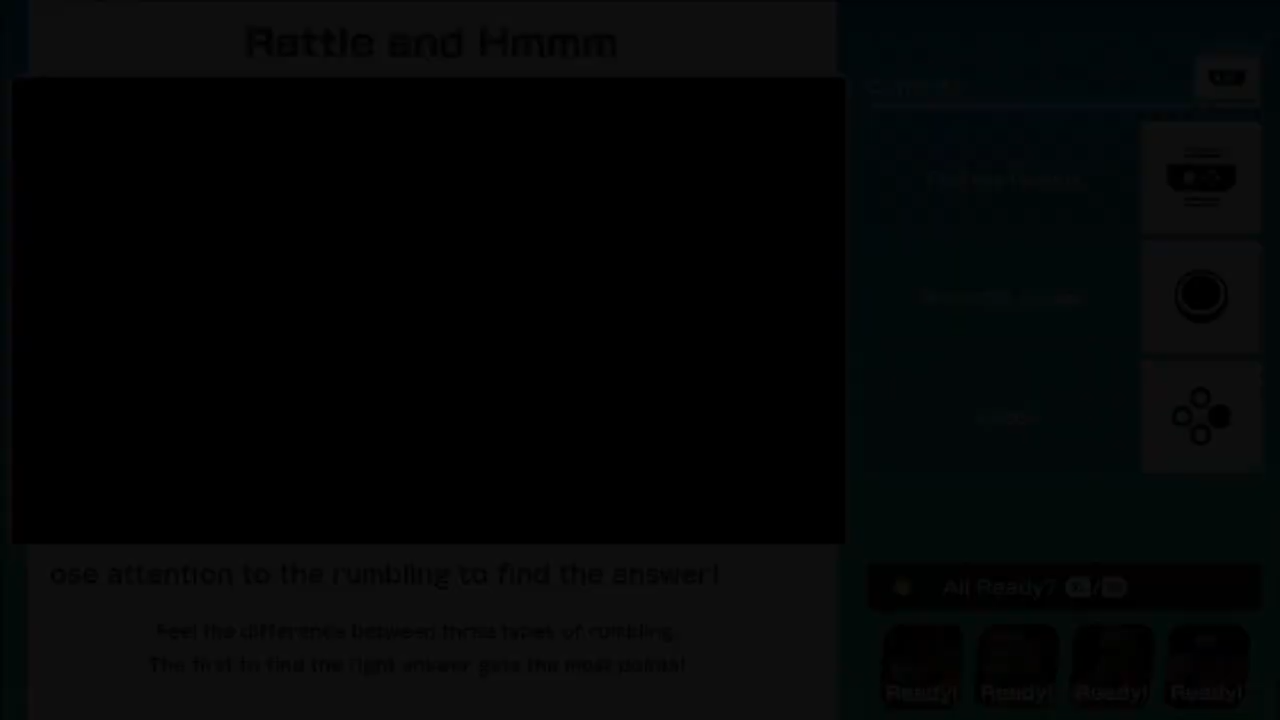 Rattle and Hmmm
ose attention to the rumbling to find the answer!
Feel the difference between three types of rumbling.
The first to find the right answer gets the most points!
All Ready?
Ready!
Ready!
Ready!
Ready!